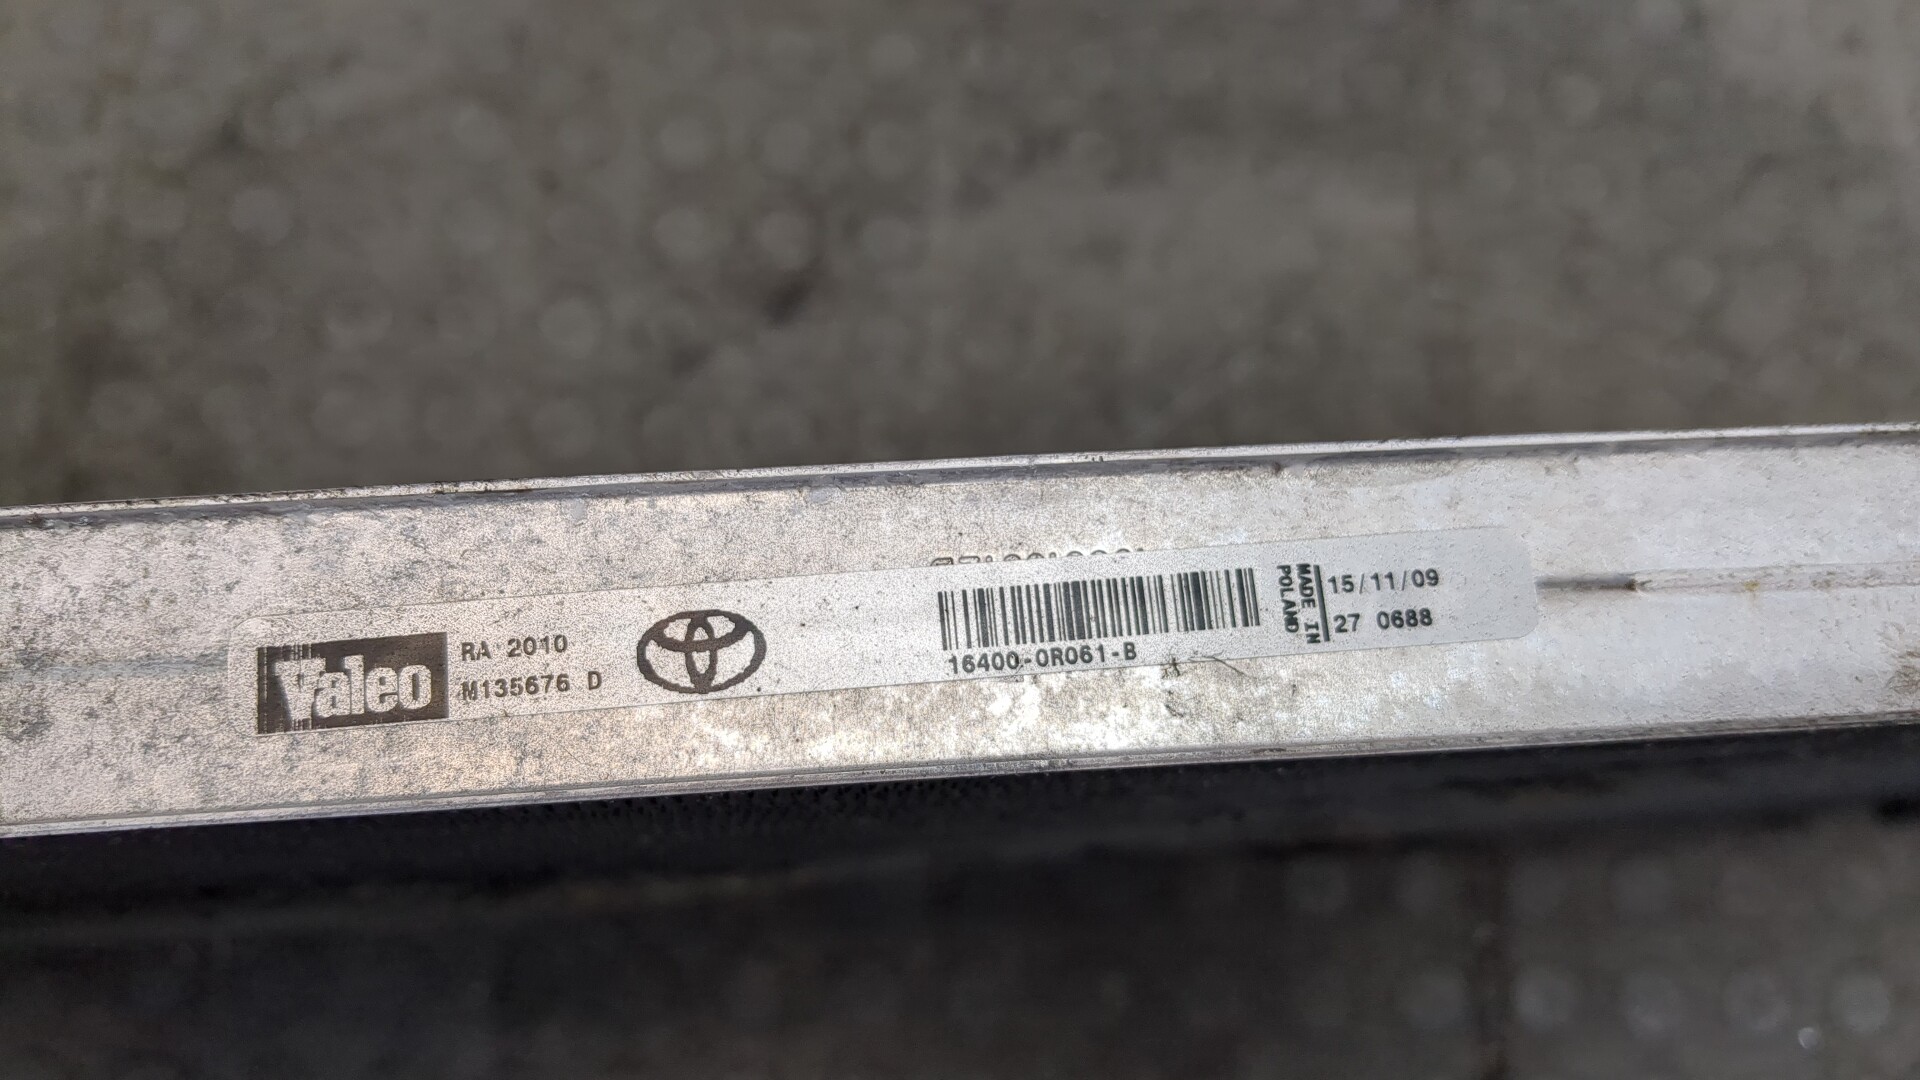 Valeo
RA 2010
M135676 D
16400-0R061-B
MADE IN
POLAND
15/11/09
27 0688